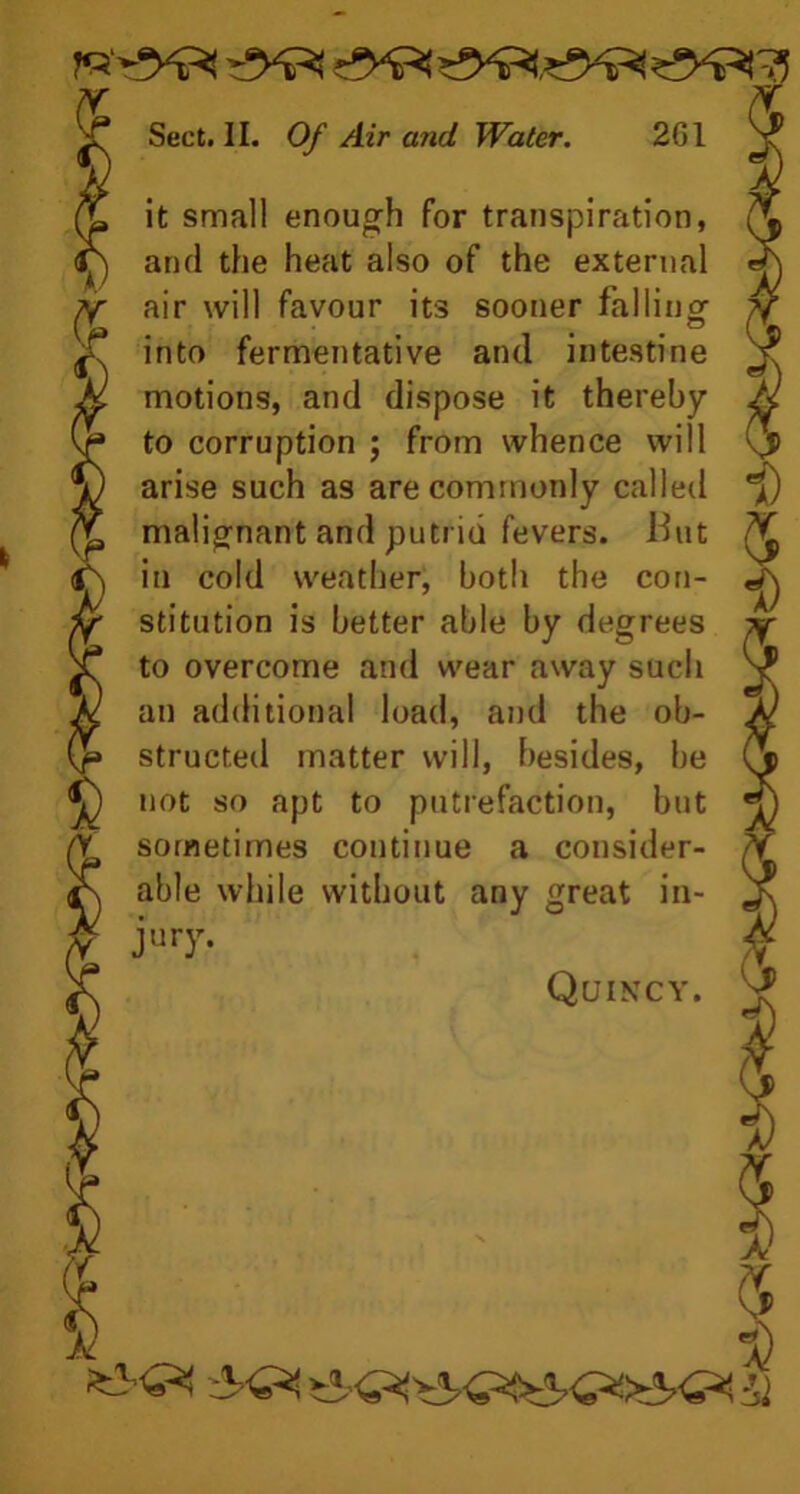 Sect. II. Of Air and Water. 261
it small enough for transpiration,
and the heat also of the external
air will favour its sooner falling
into fermentative and intestine
motions, and dispose it thereby
to corruption ; from whence will
arise such as are commonly called
malignant and putrid fevers. But
in cold weather, both the con-
stitution is better able by degrees
to overcome and wear away such
an additional load, and the ob-
structed matter will, besides, be
not so apt to putrefaction, but
sometimes continue a consider-
able while without any great in-
jury.
QUINCY.